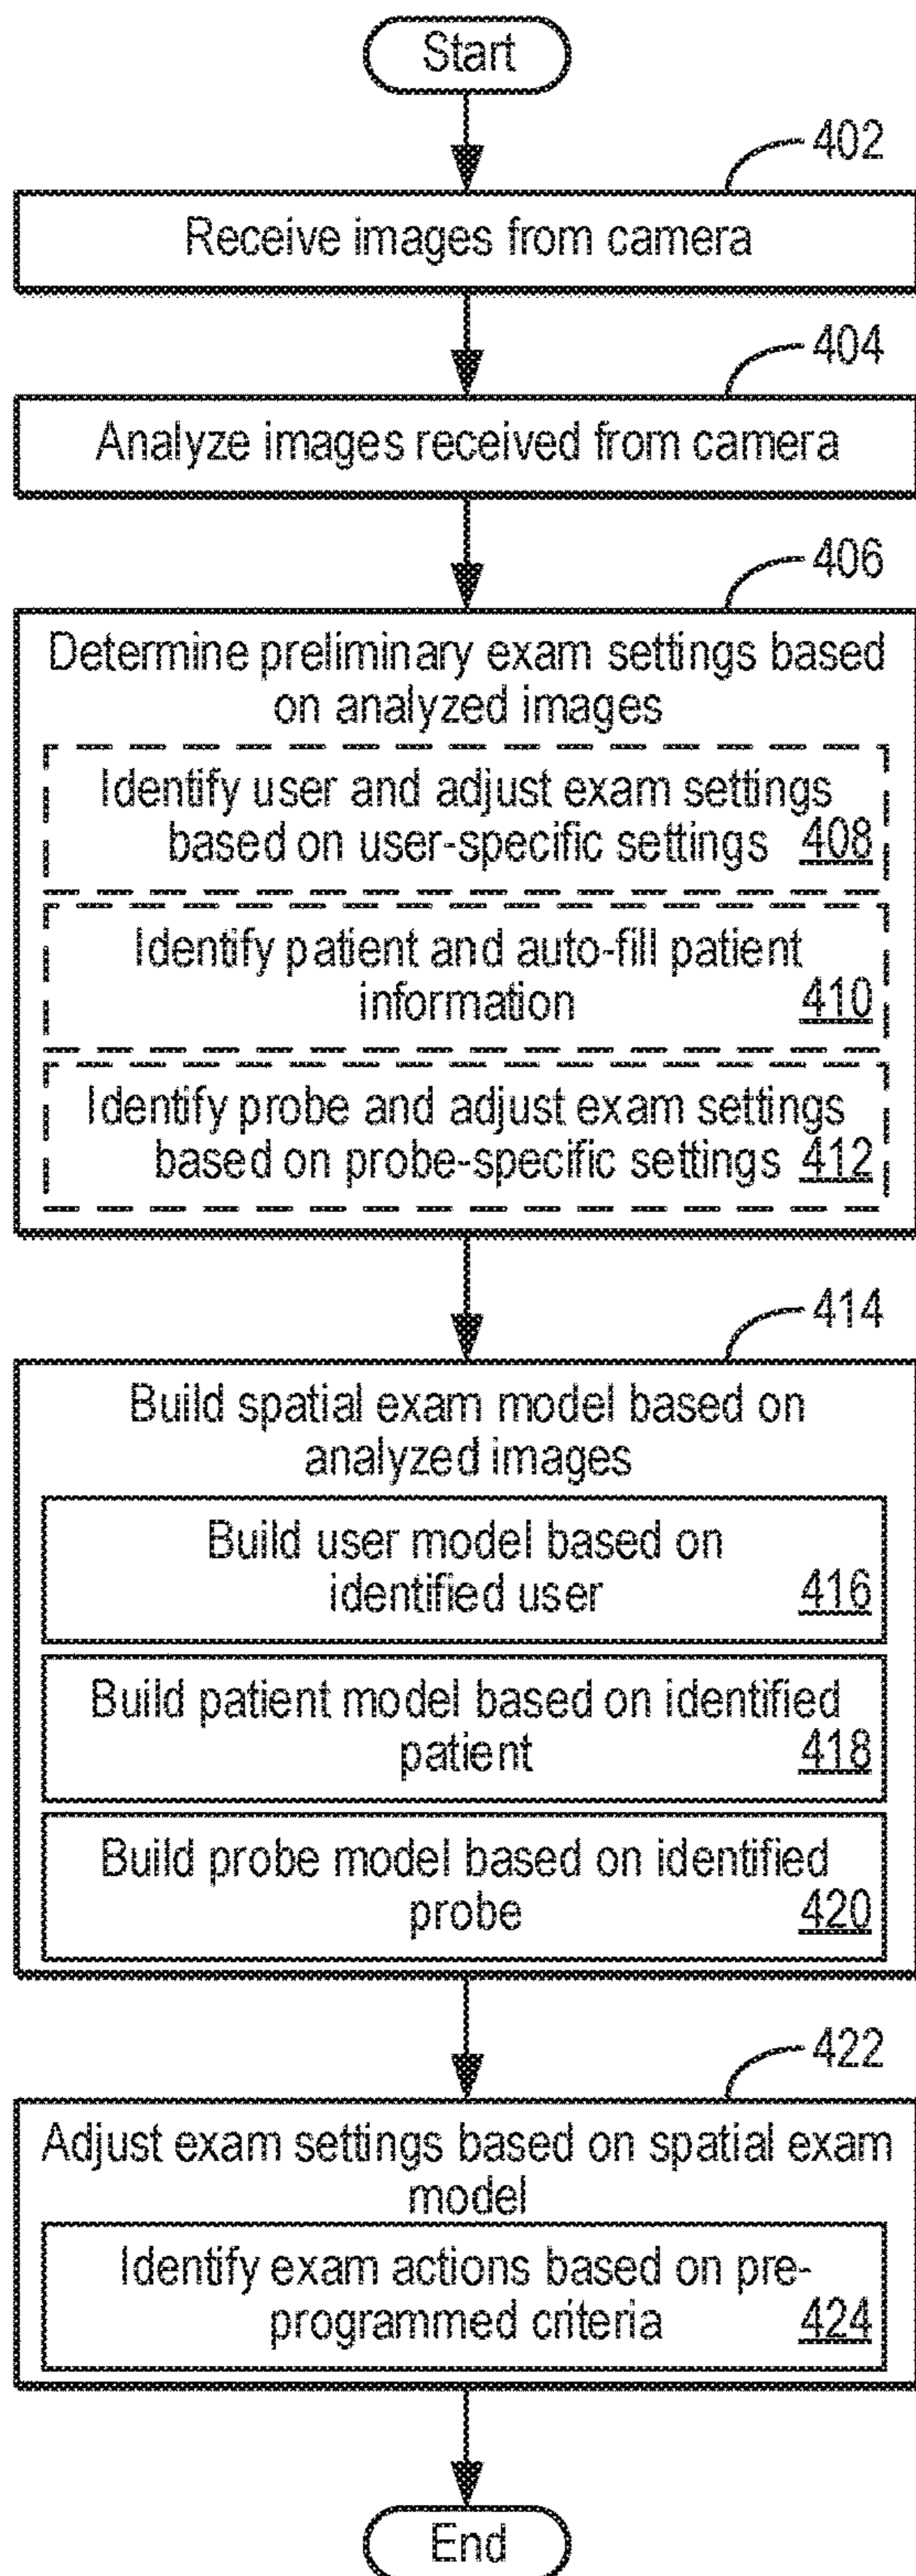 Start
402
Receive images from camera
404
Analyze images received from camera
406
Determine preliminary exam settings based
on analyzed images
Identify user and adjust exam settings
based on user-specific settings 408
Identify patient and auto-fill patient
information 410
Identify probe and adjust exam settings
based on probe-specific settings 412
414
Build spatial exam model based on
analyzed images
Build user model based on
identified user 416
Build patient model based on identified
patient 418
Build probe model based on identified
probe 420
422
Adjust exam settings based on spatial exam
model
Identify exam actions based on pre-
programmed criteria 424
End